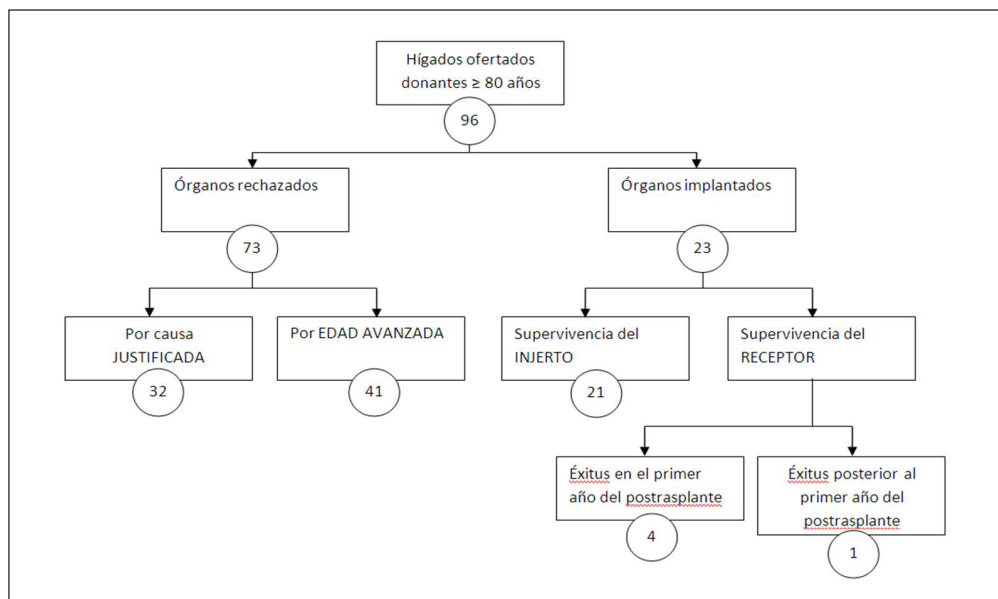 Hígados ofertados
donantes ≥ 80 años
96
Órganos rechazados
73
Órganos implantados
23
Por causa
JUSTIFICADA
32
Por EDAD AVANZADA
41
Supervivencia del
INJERTO
21
Supervivencia del
RECEPTOR
Éxitus en el primer
año del postrasplante
4
Éxitus posterior al
primer año del
postrasplante
1